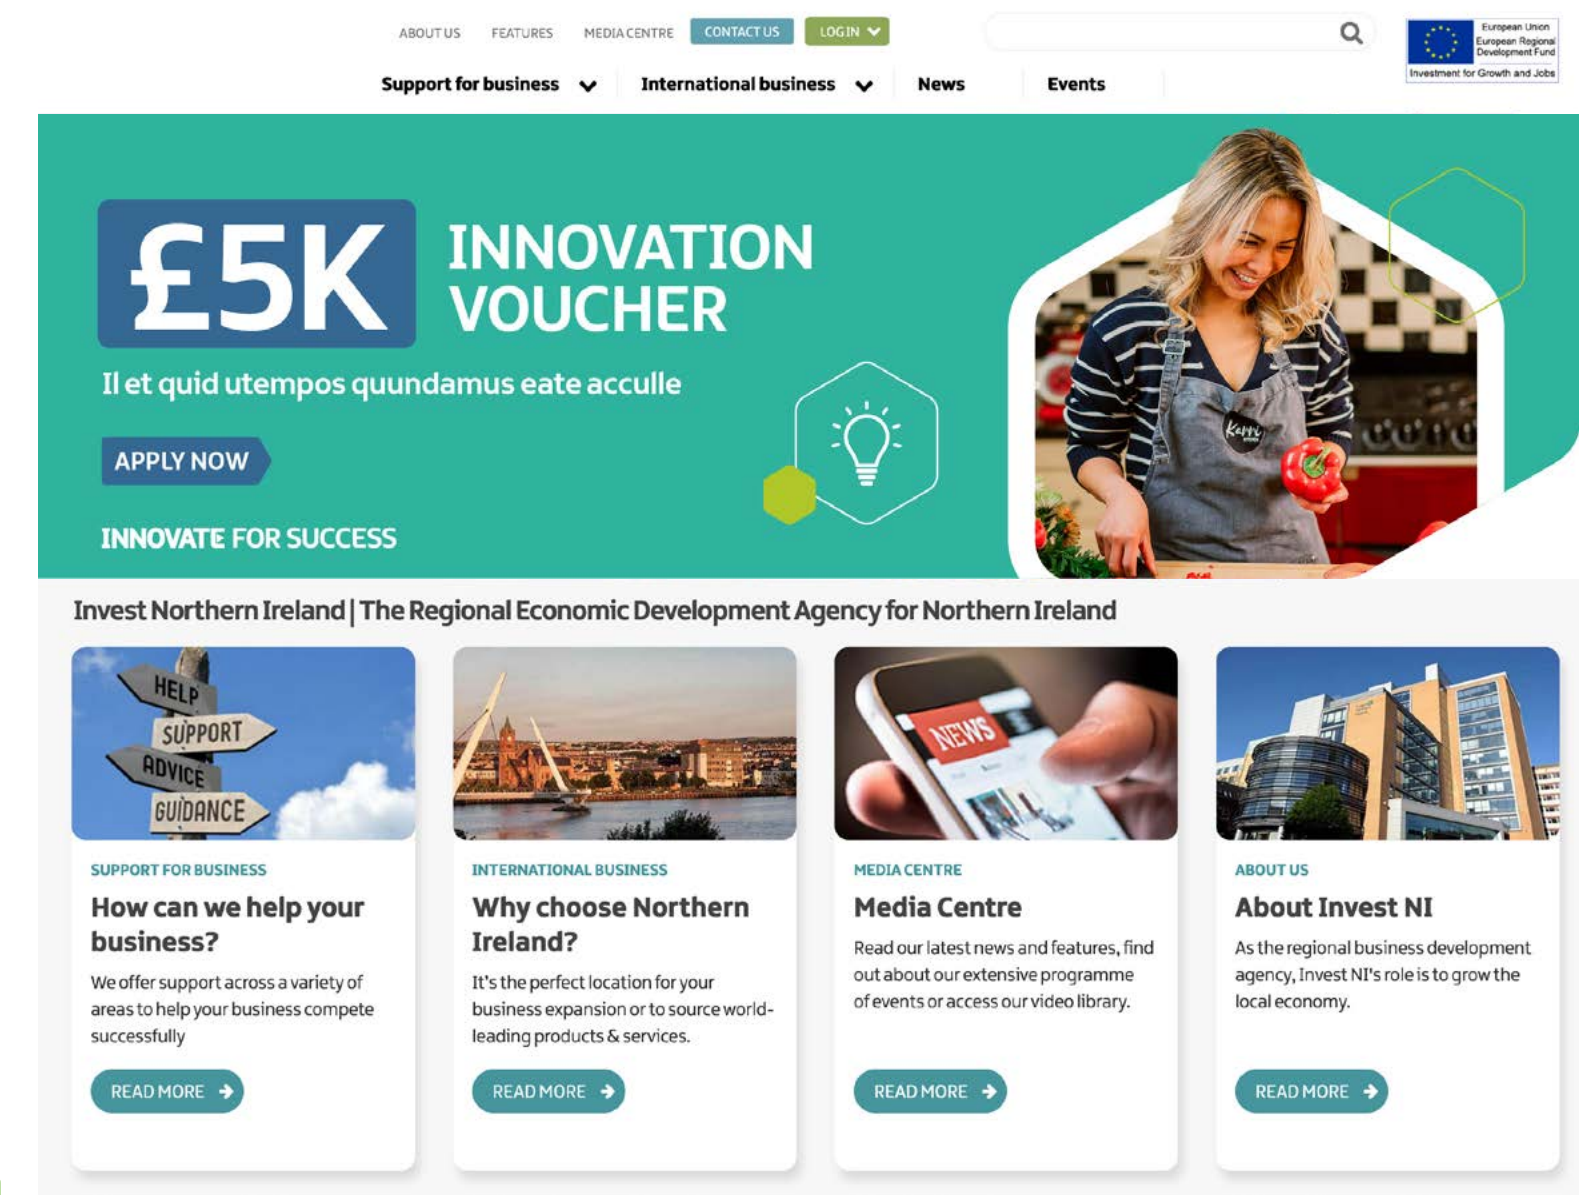 ABOUT US FEATURES MEDIA CENTRE CONTACT US LOG IN
European Union
European Regional
Development Fund
Investment for Growth and Jobs
Support for business International business News Events
£5K INNOVATION
VOUCHER
Il et quid utempos quundamus eate acculle
APPLY NOW
INNOVATE FOR SUCCESS
Karri
Invest Northern Ireland | The Regional Economic Development Agency for Northern Ireland
HELP
SUPPORT
ADVICE
GUIDANCE
SUPPORT FOR BUSINESS
How can we help your
business?
We offer support across a variety of
areas to help your business compete
successfully
READ MORE
INTERNATIONAL BUSINESS
Why choose Northern
Ireland?
It's the perfect location for your
business expansion or to source world-
leading products & services.
READ MORE
NEWS
MEDIA CENTRE
Media Centre
Read our latest news and features, find
out about our extensive programme
of events or access our video library.
READ MORE
ABOUT US
About Invest NI
As the regional business development
agency, Invest NI's role is to grow the
local economy.
READ MORE